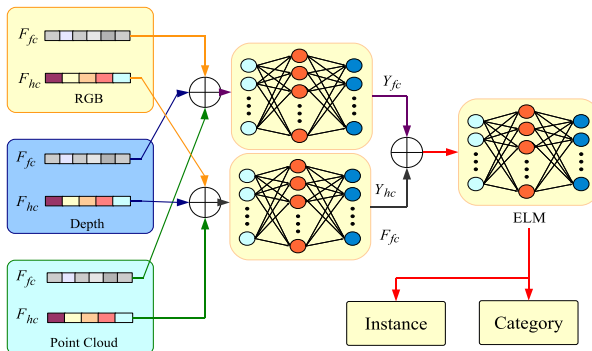 F_fc
F_hc
RGB
F_fc
F_hc
Depth
F_fc
F_hc
Point Cloud
Y_fc
Y_hc
F_fc
ELM
Instance
Category